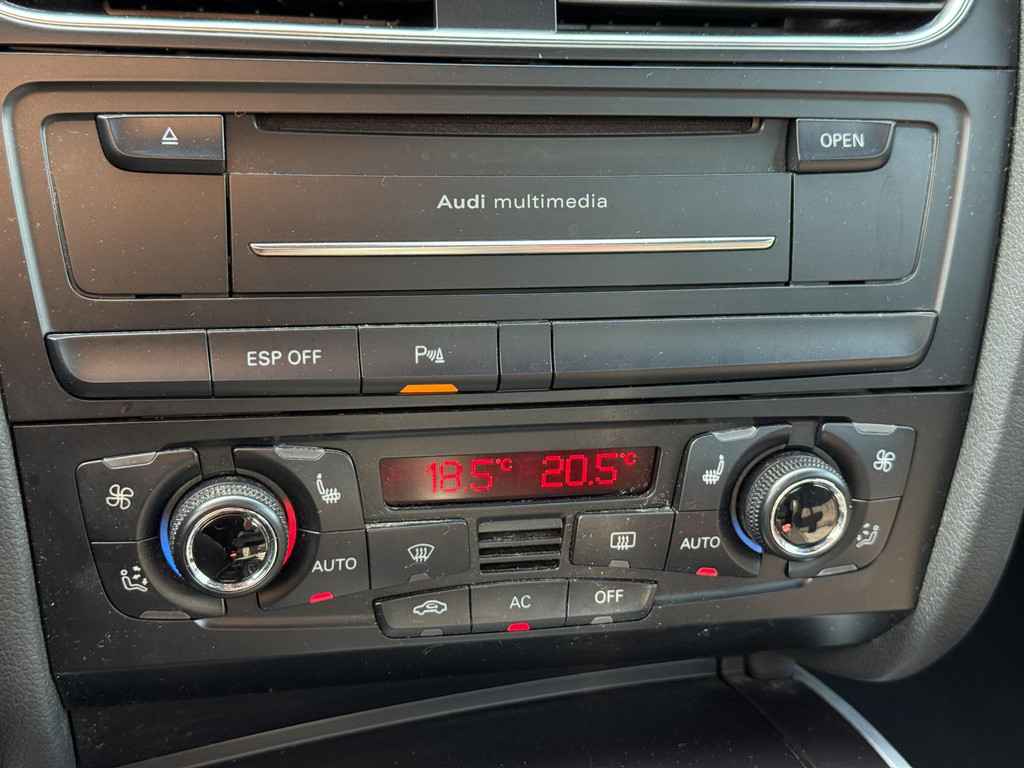 OPEN
Audi multimedia
ESP OFF
P
18.5°C 20.5°C
AUTO
AUTO
AC
OFF